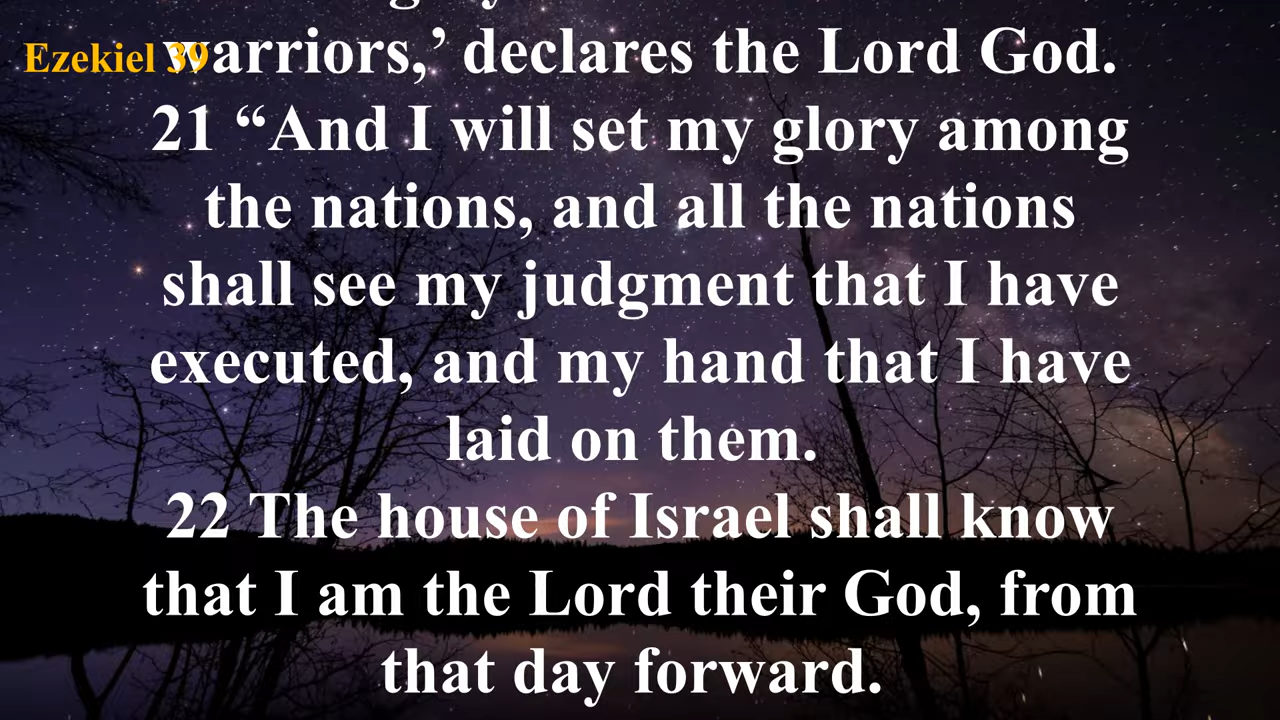 Ezekiel 39
warriors,’ declares the Lord God.
21 “And I will set my glory among
the nations, and all the nations
shall see my judgment that I have
executed, and my hand that I have
laid on them.
22 The house of Israel shall know
that I am the Lord their God, from
that day forward.